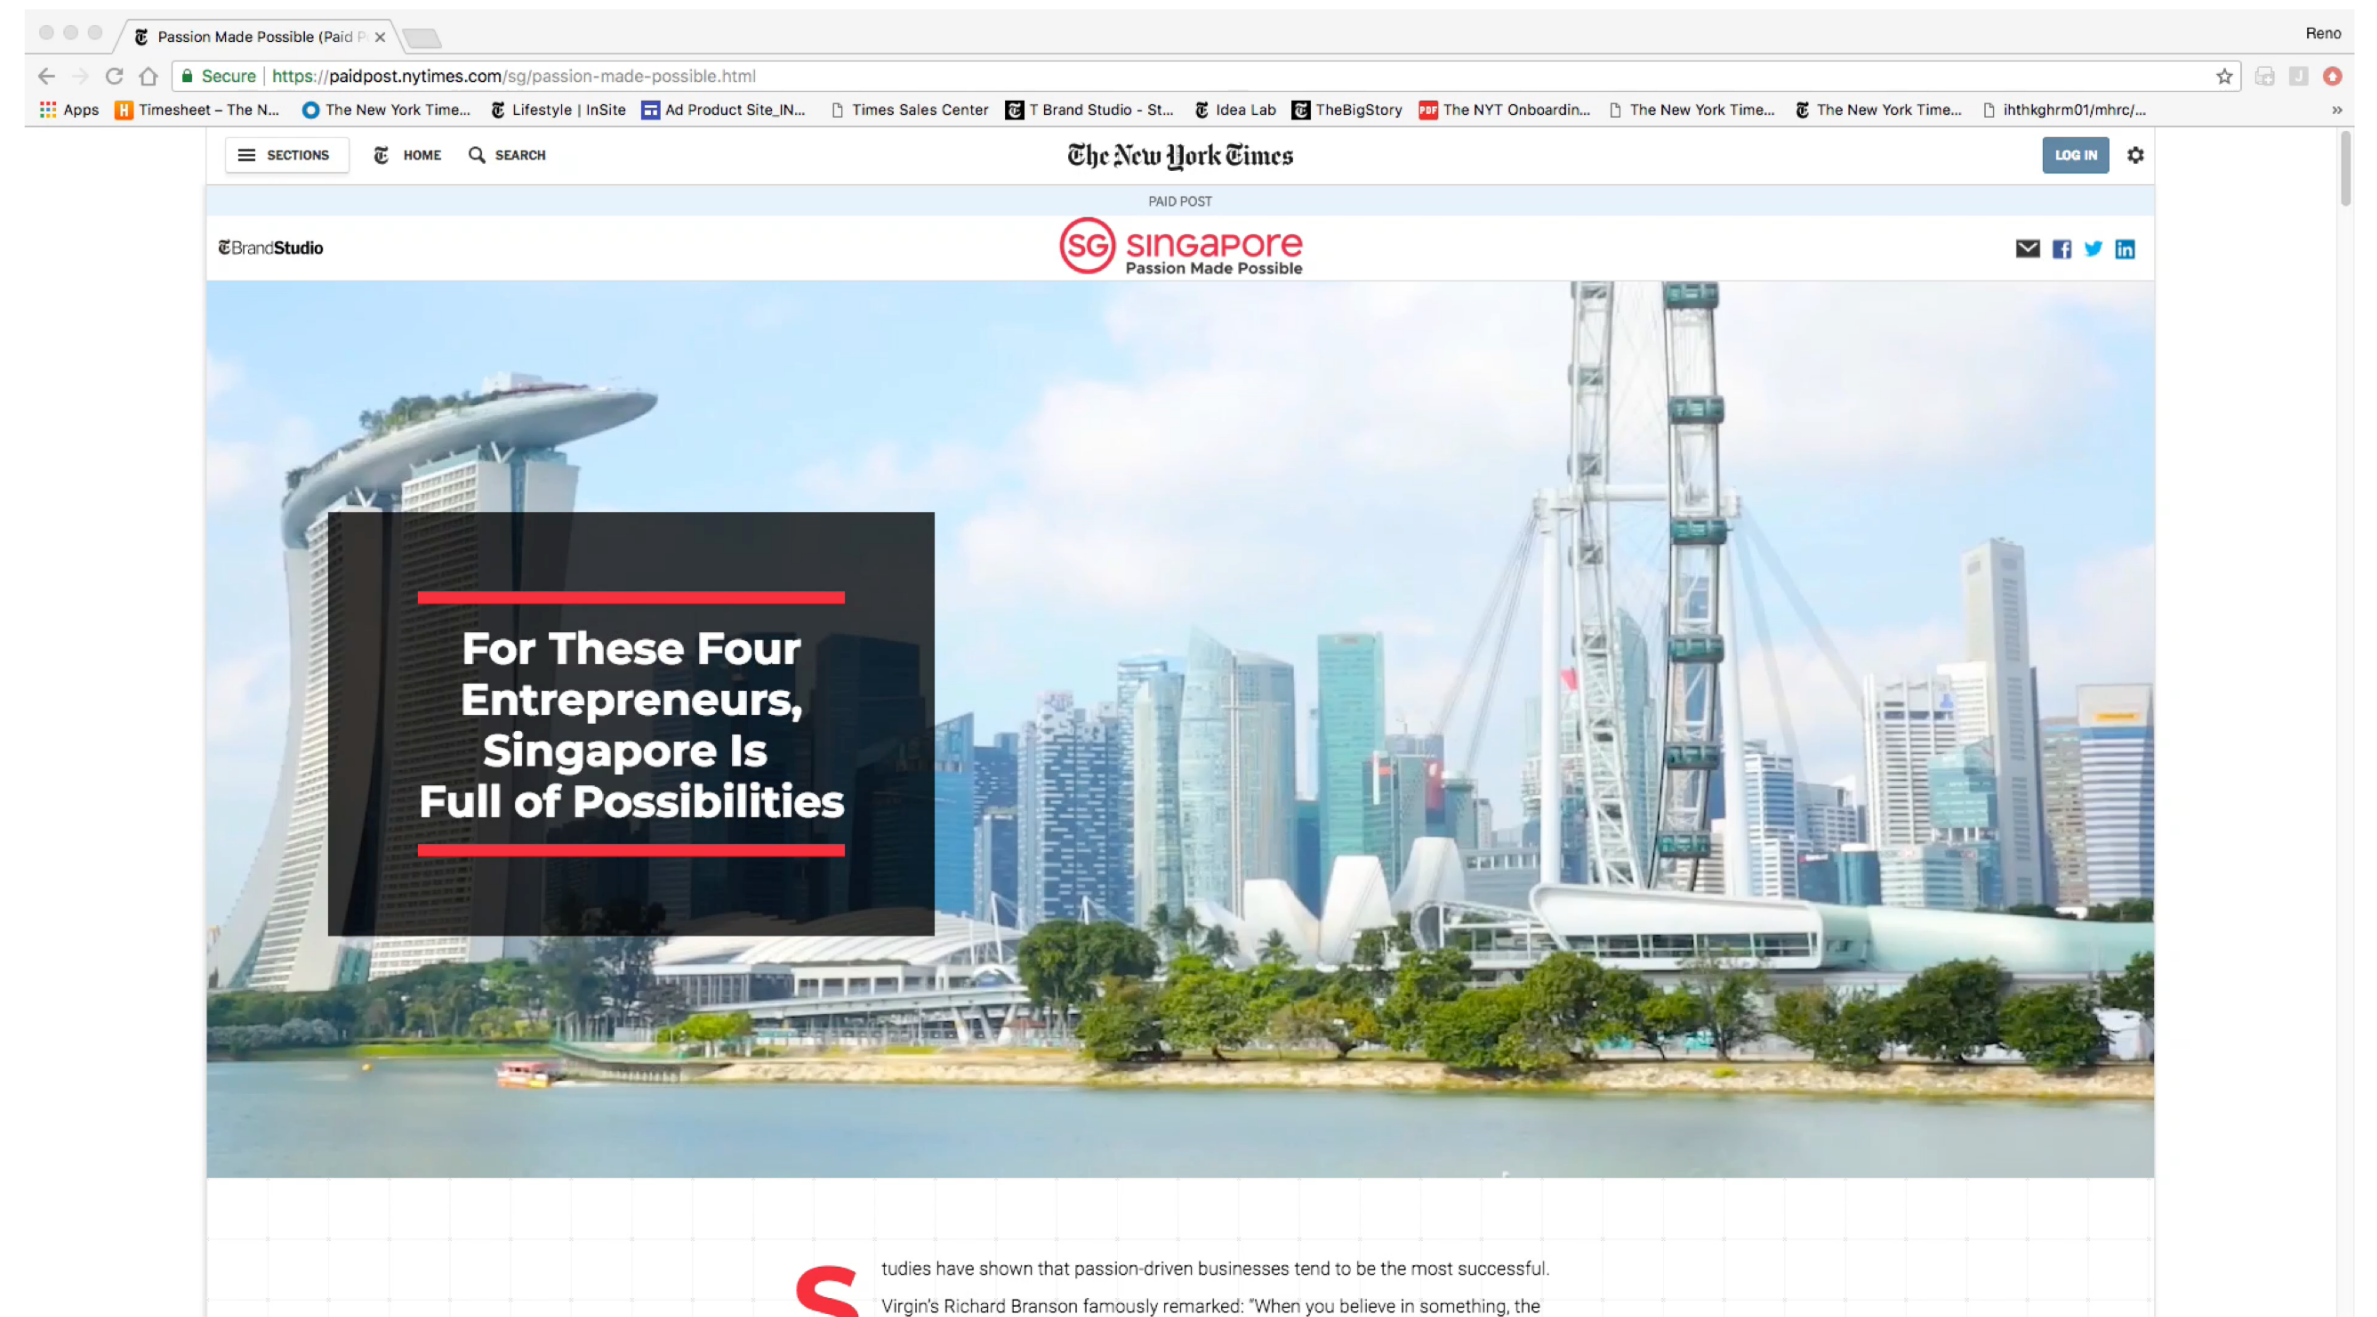 Passion Made Possible (Paid P
Reno
Secure https://paidpost.nytimes.com/sg/passion-made-possible.html
Apps Timesheet – The N... The New York Time... Lifestyle | InSite Ad Product Site_IN... Times Sales Center T Brand Studio - St... Idea Lab TheBigStory PDF The NYT Onboardin... The New York Time... The New York Time... ihthkghrm01/mhrc/... »
SECTIONS HOME SEARCH The New York Times LOG IN
PAID POST
TBrandStudio
SG SINGAPORE
Passion Made Possible
For These Four
Entrepreneurs,
Singapore Is
Full of Possibilities
Studies have shown that passion-driven businesses tend to be the most successful.
Virgin's Richard Branson famously remarked: "When you believe in something, the